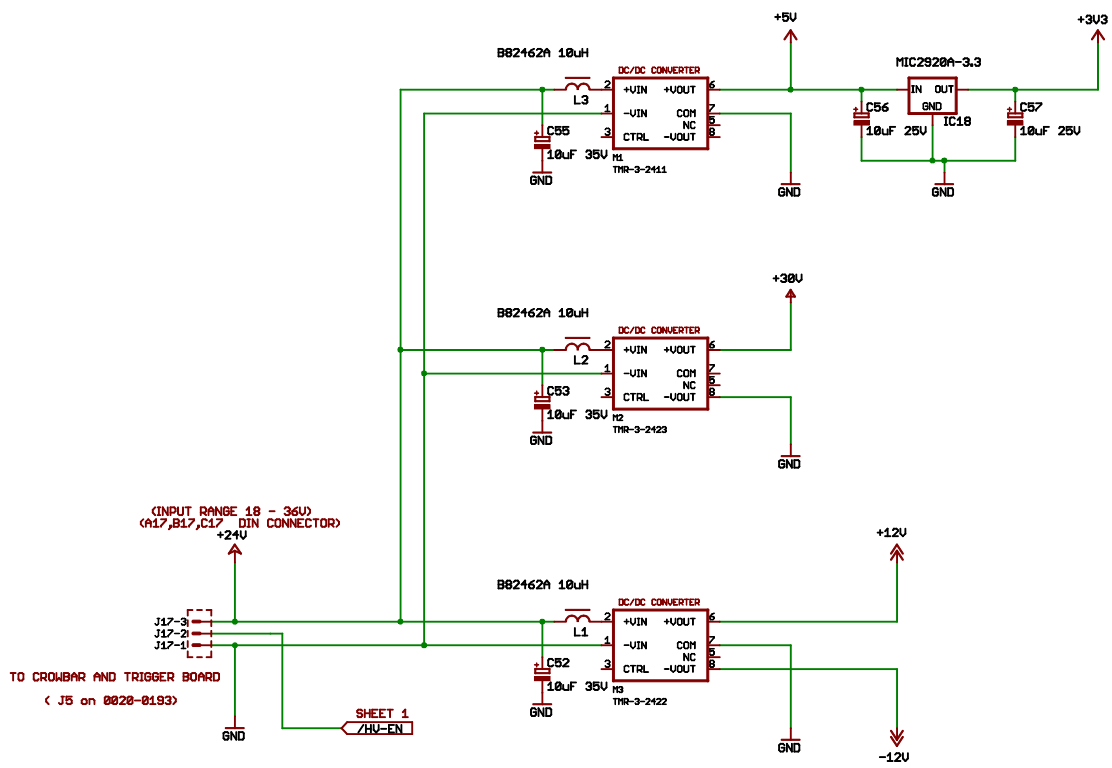 +5V
+3V3
B82462A 10uH
DC/DC CONVERTER
MIC2920A-3.3
L3
2 +VIN +VOUT 6
1 -VIN COM 7
NC 5
3 CTRL -VOUT 8
IN OUT
GND
IC18
C55
10uF 35V
M1
TMR-3-2411
C56
10uF 25V
C57
10uF 25V
GND
GND
GND
+30V
B82462A 10uH
DC/DC CONVERTER
L2
2 +VIN +VOUT 6
1 -VIN COM 7
NC 5
3 CTRL -VOUT 8
C53
10uF 35V
M2
TMR-3-2423
GND
GND
(INPUT RANGE 18 - 36V)
(A17,B17,C17 DIN CONNECTOR)
+24V
+12V
B82462A 10uH
DC/DC CONVERTER
L1
2 +VIN +VOUT 6
1 -VIN COM 7
NC 5
3 CTRL -VOUT 8
J17-3
J17-2
J17-1
C52
10uF 35V
M3
TMR-3-2422
TO CROWBAR AND TRIGGER BOARD
( J5 on 0020-0193)
SHEET 1
/HV-EN
GND
GND
GND
-12V